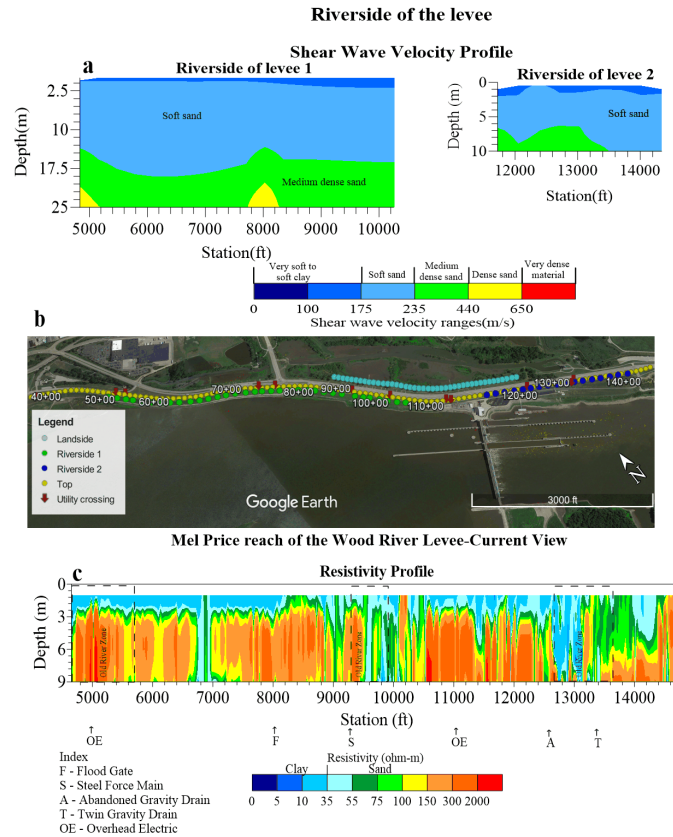 Riverside of the levee
Shear Wave Velocity Profile
a
Riverside of levee 1
Riverside of levee 2
Depth(m)
2.5
10
17.5
25
Soft sand
Medium dense sand
5000 6000 7000 8000 9000 10000
Station(ft)
Depth (m)
0
5
10
Soft sand
12000 13000 14000
Station(ft)
Very soft to
soft clay
Soft sand
Medium
dense sand
Dense sand
Very dense
material
0 100 175 235 440 650
Shear wave velocity ranges(m/s)
b
40+00 50+00 60+00 70+00 80+00 90+00 100+00 110+00 120+00 130+00 140+00
Legend
Landside
Riverside 1
Riverside 2
Top
Utility crossing
Google Earth
N
3000 ft
Mel Price reach of the Wood River Levee-Current View
c
Resistivity Profile
Depth (m)
0
3
6
9
Old River Zone
Old River Zone
Old River Zone
5000 6000 7000 8000 9000 10000 11000 12000 13000 14000
Station (ft)
OE F S OE A T
Index
F - Flood Gate
S - Steel Force Main
A - Abandoned Gravity Drain
T - Twin Gravity Drain
OE - Overhead Electric
Resistivity (ohm-m)
Clay Sand
0 5 10 35 55 75 100 150 300 2000